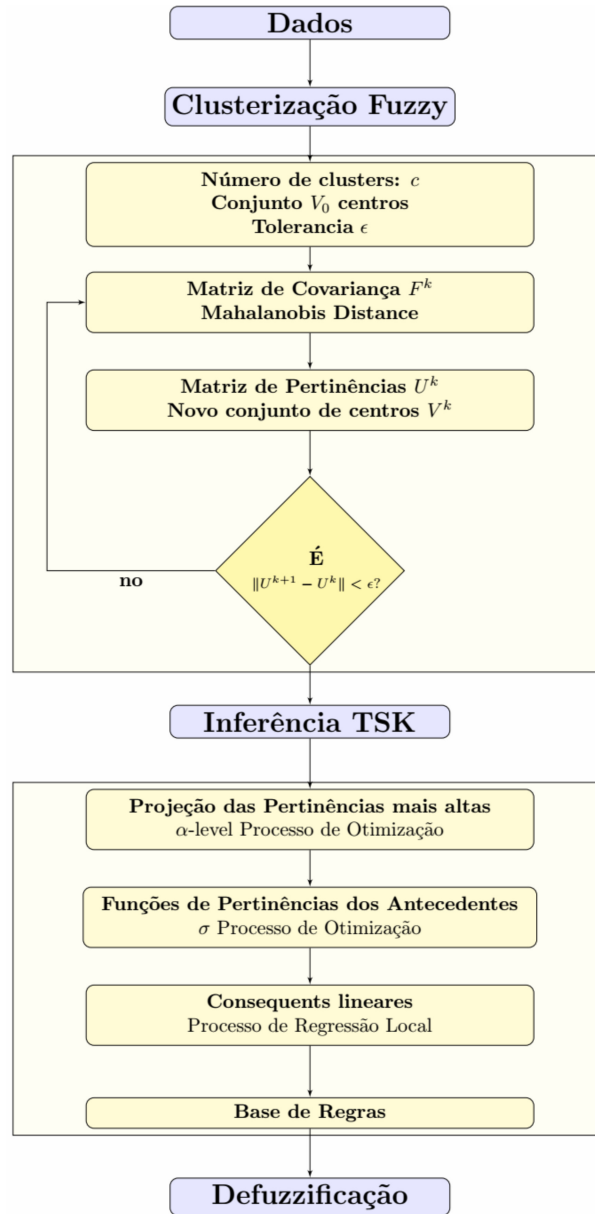 Dados
Clusterização Fuzzy
Número de clusters: c
Conjunto V₀ centros
Tolerancia ϵ
Matriz de Covariança Fᵏ
Mahalanobis Distance
Matriz de Pertinências Uᵏ
Novo conjunto de centros Vᵏ
É
‖Uᵏ⁺¹ − Uᵏ‖ < ϵ?
no
Inferência TSK
Projeção das Pertinências mais altas
α-level Processo de Otimização
Funções de Pertinências dos Antecedentes
σ Processo de Otimização
Consequents lineares
Processo de Regressão Local
Base de Regras
Defuzzificação